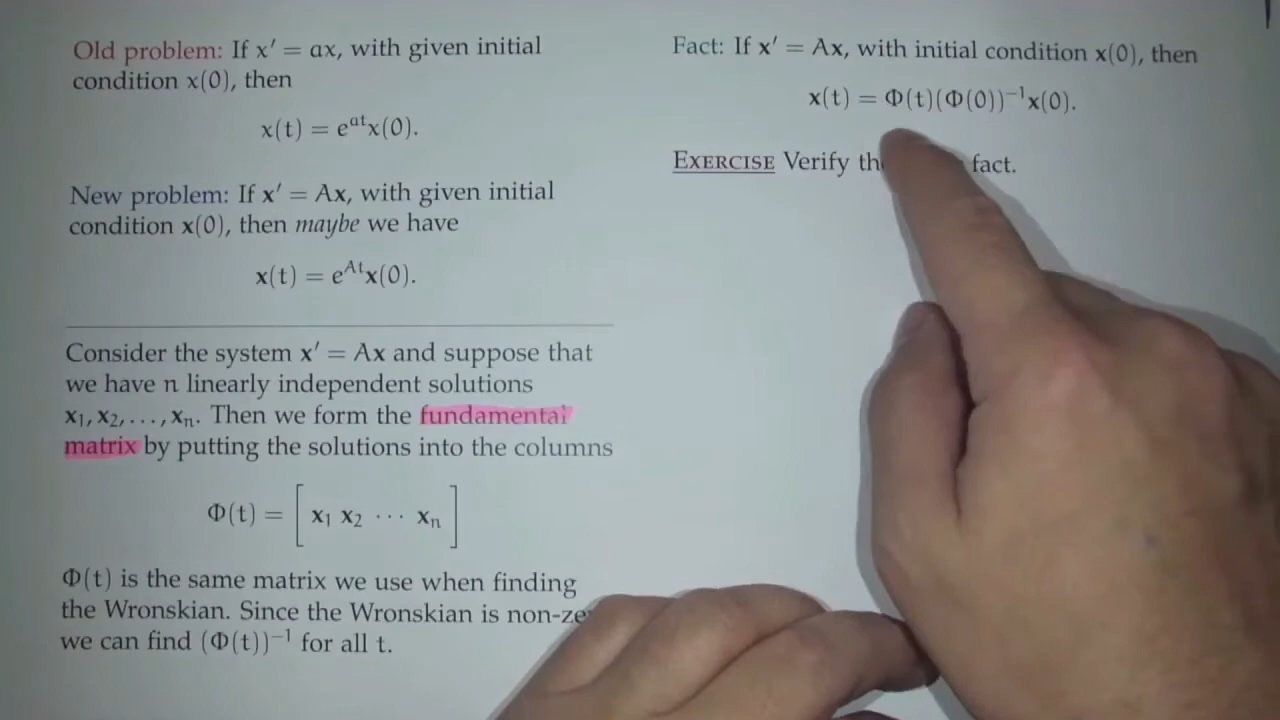 Old problem: If x′ = ax, with given initial
condition x(0), then
x(t) = e^{at}x(0).
New problem: If x′ = Ax, with given initial
condition x(0), then maybe we have
x(t) = e^{At}x(0).
Consider the system x′ = Ax and suppose that
we have n linearly independent solutions
x₁, x₂, . . . , xₙ. Then we form the fundamental
matrix by putting the solutions into the columns
Φ(t) = [ x₁ x₂ ··· xₙ ]
Φ(t) is the same matrix we use when finding
the Wronskian. Since the Wronskian is
we can find (Φ(t))⁻¹ for all t.
Fact: If x′ = Ax, with initial condition x(0), then
x(t) = Φ(t)(Φ(0))⁻¹x(0).
EXERCISE Verify fact.